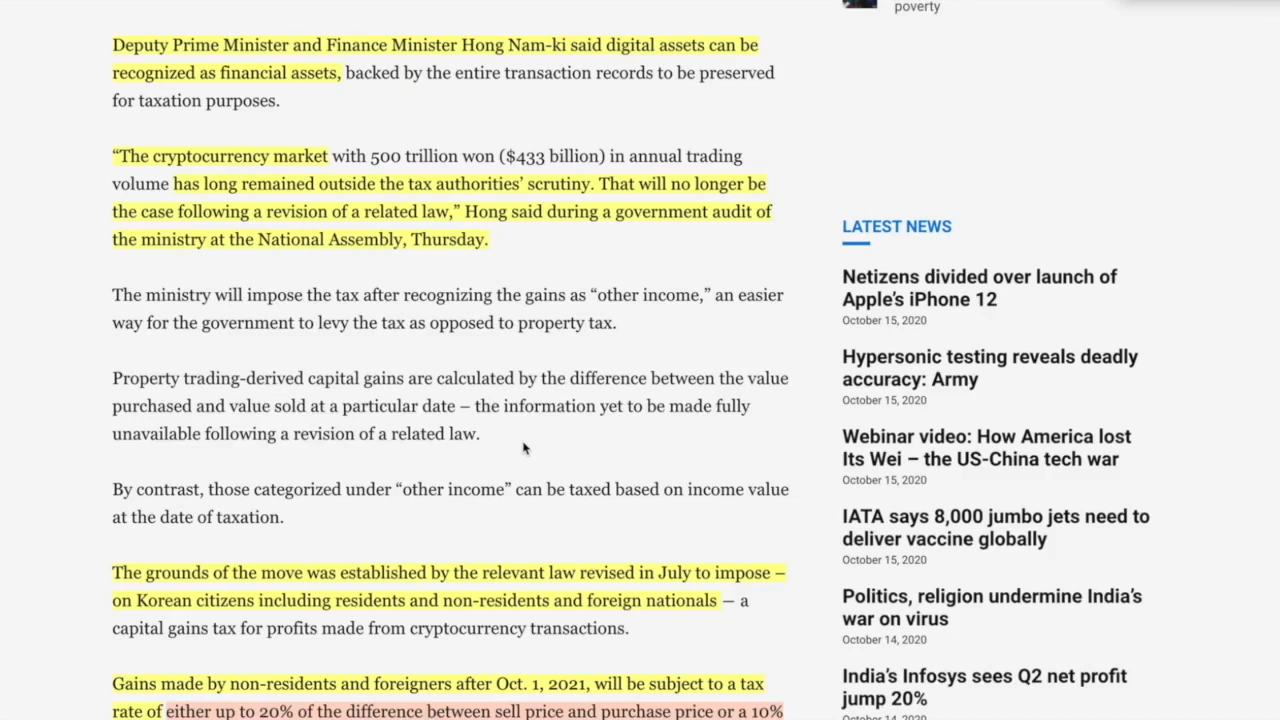 poverty
Deputy Prime Minister and Finance Minister Hong Nam-ki said digital assets can be
recognized as financial assets, backed by the entire transaction records to be preserved
for taxation purposes.
“The cryptocurrency market with 500 trillion won ($433 billion) in annual trading
volume has long remained outside the tax authorities’ scrutiny. That will no longer be
the case following a revision of a related law,” Hong said during a government audit of
the ministry at the National Assembly, Thursday.
The ministry will impose the tax after recognizing the gains as “other income,” an easier
way for the government to levy the tax as opposed to property tax.
Property trading-derived capital gains are calculated by the difference between the value
purchased and value sold at a particular date – the information yet to be made fully
unavailable following a revision of a related law.
By contrast, those categorized under “other income” can be taxed based on income value
at the date of taxation.
The grounds of the move was established by the relevant law revised in July to impose –
on Korean citizens including residents and non-residents and foreign nationals – a
capital gains tax for profits made from cryptocurrency transactions.
Gains made by non-residents and foreigners after Oct. 1, 2021, will be subject to a tax
rate of either up to 20% of the difference between sell price and purchase price or a 10%
LATEST NEWS
Netizens divided over launch of
Apple’s iPhone 12
October 15, 2020
Hypersonic testing reveals deadly
accuracy: Army
October 15, 2020
Webinar video: How America lost
Its Wei – the US-China tech war
October 15, 2020
IATA says 8,000 jumbo jets need to
deliver vaccine globally
October 15, 2020
Politics, religion undermine India’s
war on virus
October 14, 2020
India’s Infosys sees Q2 net profit
jump 20%
October 14, 2020